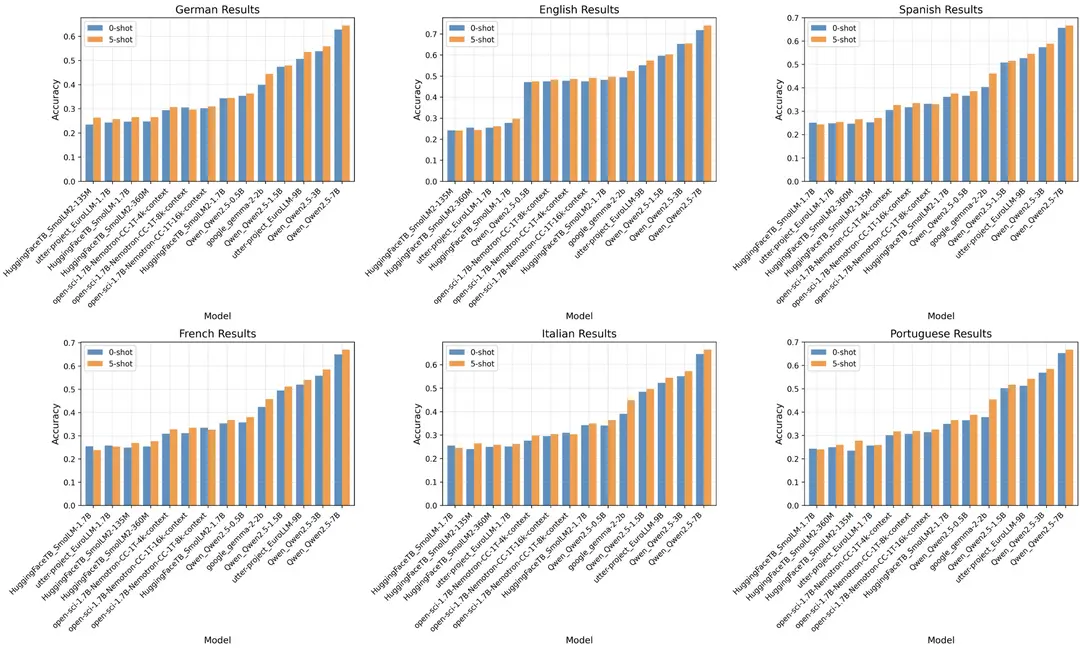 German Results
0-shot
5-shot
Accuracy
0.6
0.5
0.4
0.3
0.2
0.1
0.0
HuggingFaceTB_SmolLM2-135M
utter-project_EuroLLM-1.7B
HuggingFaceTB_SmolLM-1.7B
HuggingFaceTB_SmolLM2-360M
open-sci-1.7B-Nemotron-CC-1T-4k-context
open-sci-1.7B-Nemotron-CC-1T-8k-context
open-sci-1.7B-Nemotron-CC-1T-16k-context
HuggingFaceTB_SmolLM2-1.7B
Qwen_Qwen2.5-0.5B
google_gemma-2-2b
Qwen_Qwen2.5-1.5B
utter-project_EuroLLM-9B
Qwen_Qwen2.5-3B
Qwen_Qwen2.5-7B
Model
English Results
0-shot
5-shot
Accuracy
0.7
0.6
0.5
0.4
0.3
0.2
0.1
0.0
HuggingFaceTB_SmolLM2-135M
HuggingFaceTB_SmolLM2-360M
utter-project_EuroLLM-1.7B
HuggingFaceTB_SmolLM-1.7B
Qwen_Qwen2.5-0.5B
open-sci-1.7B-Nemotron-CC-1T-8k-context
open-sci-1.7B-Nemotron-CC-1T-4k-context
open-sci-1.7B-Nemotron-CC-1T-16k-context
HuggingFaceTB_SmolLM2-1.7B
google_gemma-2-2b
utter-project_EuroLLM-9B
Qwen_Qwen2.5-1.5B
Qwen_Qwen2.5-3B
Qwen_Qwen2.5-7B
Model
Spanish Results
0-shot
5-shot
Accuracy
0.7
0.6
0.5
0.4
0.3
0.2
0.1
0.0
HuggingFaceTB_SmolLM-1.7B
utter-project_EuroLLM-1.7B
HuggingFaceTB_SmolLM2-360M
HuggingFaceTB_SmolLM2-135M
open-sci-1.7B-Nemotron-CC-1T-4k-context
open-sci-1.7B-Nemotron-CC-1T-16k-context
open-sci-1.7B-Nemotron-CC-1T-8k-context
HuggingFaceTB_SmolLM2-1.7B
Qwen_Qwen2.5-0.5B
google_gemma-2-2b
Qwen_Qwen2.5-1.5B
utter-project_EuroLLM-9B
Qwen_Qwen2.5-3B
Qwen_Qwen2.5-7B
Model
French Results
0-shot
5-shot
Accuracy
0.7
0.6
0.5
0.4
0.3
0.2
0.1
0.0
HuggingFaceTB_SmolLM-1.7B
utter-project_EuroLLM-1.7B
HuggingFaceTB_SmolLM2-135M
HuggingFaceTB_SmolLM2-360M
open-sci-1.7B-Nemotron-CC-1T-4k-context
open-sci-1.7B-Nemotron-CC-1T-16k-context
open-sci-1.7B-Nemotron-CC-1T-8k-context
HuggingFaceTB_SmolLM2-1.7B
Qwen_Qwen2.5-0.5B
google_gemma-2-2b
Qwen_Qwen2.5-1.5B
utter-project_EuroLLM-9B
Qwen_Qwen2.5-3B
Qwen_Qwen2.5-7B
Model
Italian Results
0-shot
5-shot
Accuracy
0.6
0.5
0.4
0.3
0.2
0.1
0.0
HuggingFaceTB_SmolLM-1.7B
HuggingFaceTB_SmolLM2-135M
HuggingFaceTB_SmolLM2-360M
utter-project_EuroLLM-1.7B
open-sci-1.7B-Nemotron-CC-1T-4k-context
open-sci-1.7B-Nemotron-CC-1T-16k-context
open-sci-1.7B-Nemotron-CC-1T-8k-context
HuggingFaceTB_SmolLM2-1.7B
Qwen_Qwen2.5-0.5B
google_gemma-2-2b
Qwen_Qwen2.5-1.5B
utter-project_EuroLLM-9B
Qwen_Qwen2.5-3B
Qwen_Qwen2.5-7B
Model
Portuguese Results
0-shot
5-shot
Accuracy
0.7
0.6
0.5
0.4
0.3
0.2
0.1
0.0
HuggingFaceTB_SmolLM-1.7B
HuggingFaceTB_SmolLM2-360M
HuggingFaceTB_SmolLM2-135M
utter-project_EuroLLM-1.7B
open-sci-1.7B-Nemotron-CC-1T-4k-context
open-sci-1.7B-Nemotron-CC-1T-8k-context
open-sci-1.7B-Nemotron-CC-1T-16k-context
HuggingFaceTB_SmolLM2-1.7B
Qwen_Qwen2.5-0.5B
google_gemma-2-2b
Qwen_Qwen2.5-1.5B
utter-project_EuroLLM-9B
Qwen_Qwen2.5-3B
Qwen_Qwen2.5-7B
Model